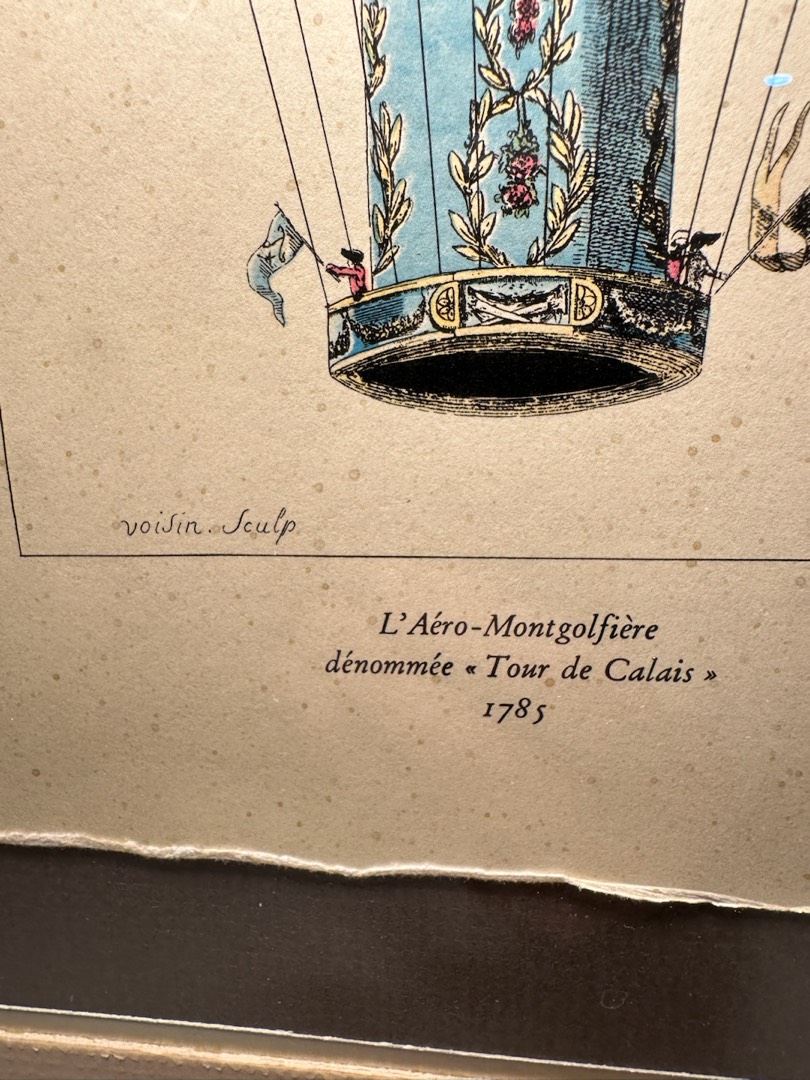 voisin. Sculp
L'Aéro-Montgolfière
dénommée « Tour de Calais »
1785